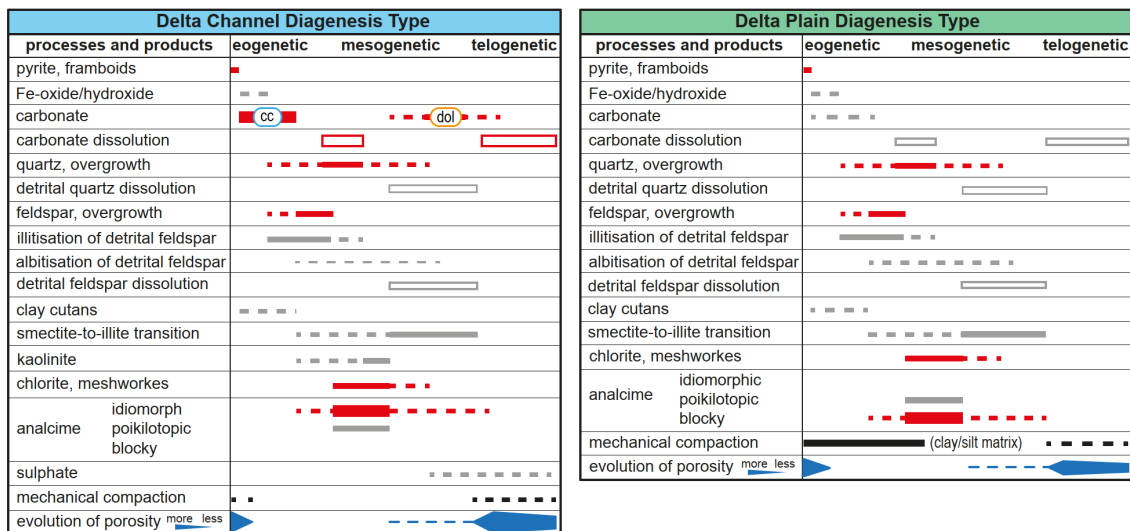 Delta Channel Diagenesis Type
processes and products eogenetic mesogenetic telogenetic
pyrite, framboids
Fe-oxide/hydroxide
carbonate cc dol
carbonate dissolution
quartz, overgrowth
detrital quartz dissolution
feldspar, overgrowth
illitisation of detrital feldspar
albitisation of detrital feldspar
detrital feldspar dissolution
clay cutans
smectite-to-illite transition
kaolinite
chlorite, meshworkes
idiomorph
analcime poikilotopic
blocky
sulphate
mechanical compaction
evolution of porosity more less
Delta Plain Diagenesis Type
processes and products eogenetic mesogenetic telogenetic
pyrite, framboids
Fe-oxide/hydroxide
carbonate
carbonate dissolution
quartz, overgrowth
detrital quartz dissolution
feldspar, overgrowth
illitisation of detrital feldspar
albitisation of detrital feldspar
detrital feldspar dissolution
clay cutans
smectite-to-illite transition
chlorite, meshworkes
idiomorphic
analcime poikilotopic
blocky
mechanical compaction (clay/silt matrix)
evolution of porosity more less